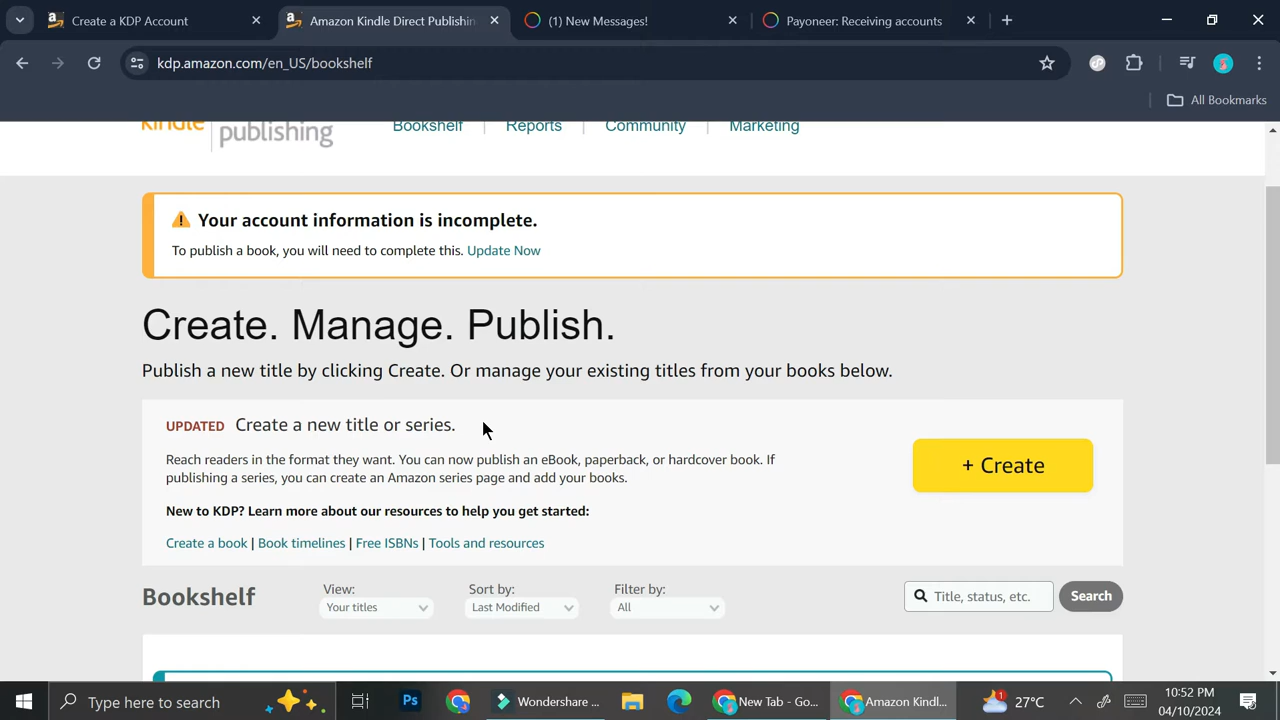 Create a KDP Account
Amazon Kindle Direct Publishin
(1) New Messages!
Payoneer: Receiving accounts
kdp.amazon.com/en_US/bookshelf
All Bookmarks
kindle
publishing
Bookshelf | Reports | Community | Marketing
Your account information is incomplete.
To publish a book, you will need to complete this. Update Now
Create. Manage. Publish.
Publish a new title by clicking Create. Or manage your existing titles from your books below.
UPDATED Create a new title or series.
Reach readers in the format they want. You can now publish an eBook, paperback, or hardcover book. If
publishing a series, you can create an Amazon series page and add your books.
+ Create
New to KDP? Learn more about our resources to help you get started:
Create a book | Book timelines | Free ISBNs | Tools and resources
Bookshelf
View:
Your titles
Sort by:
Last Modified
Filter by:
All
Title, status, etc.
Search
Type here to search
Ps
Wondershare ...
New Tab - Go...
Amazon Kindl...
1
27°C
10:52 PM
04/10/2024